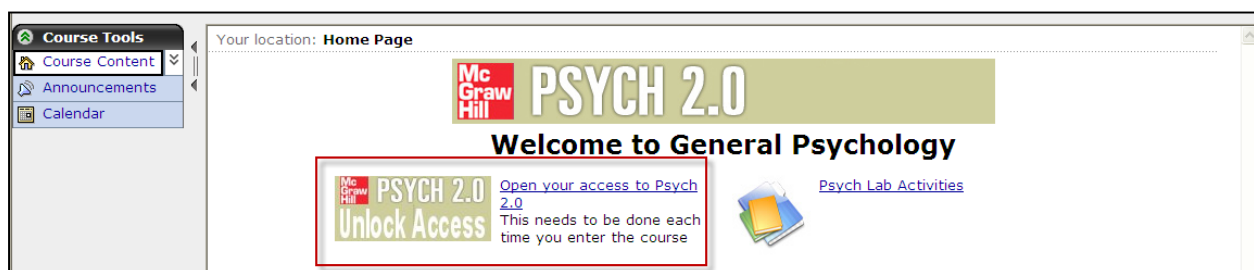 Course Tools
Course Content
Announcements
Calendar
Your location: Home Page
Mc
Graw
Hill
PSYCH 2.0
Welcome to General Psychology
Mc
Graw
Hill
PSYCH 2.0
Unlock Access
Open your access to Psych
2.0
This needs to be done each
time you enter the course
Psych Lab Activities